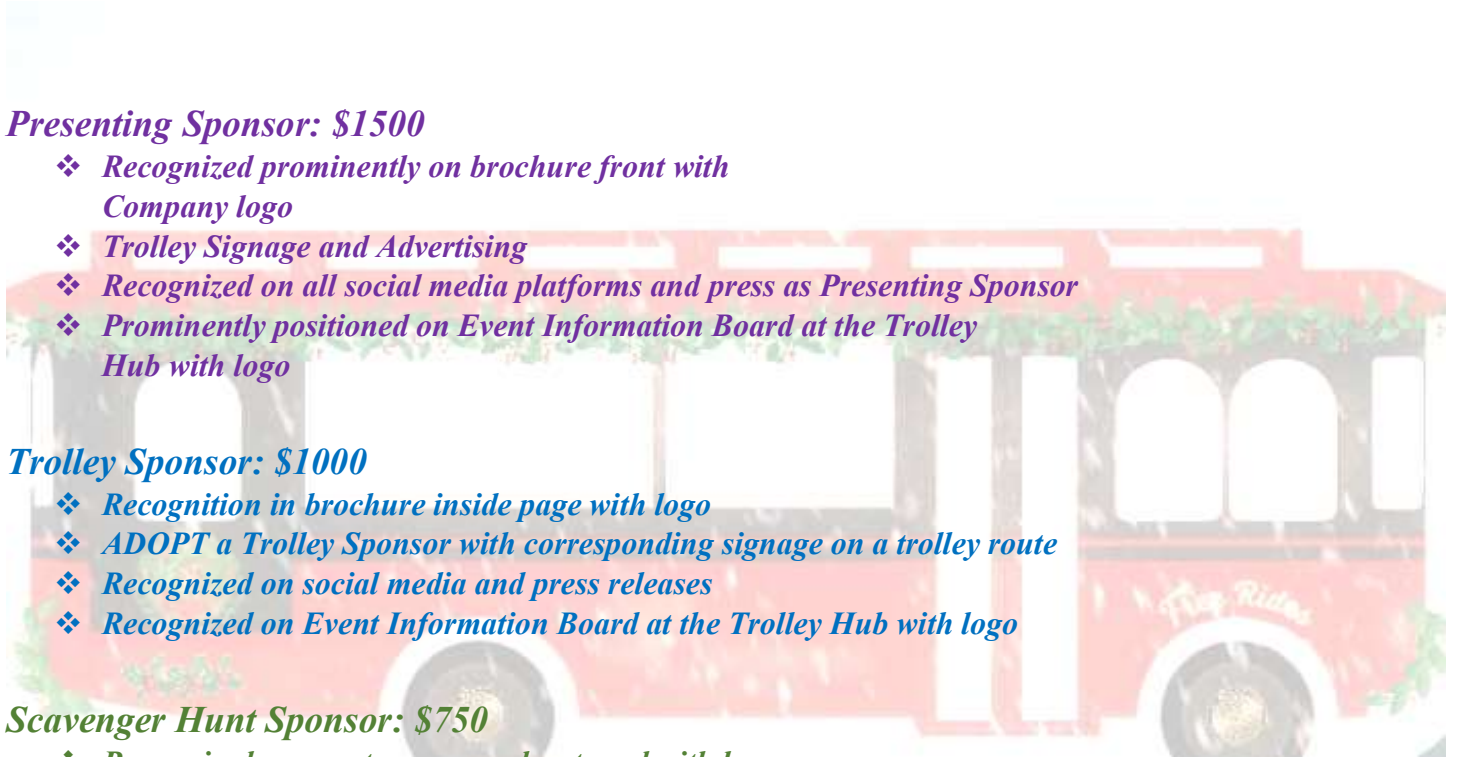 Presenting Sponsor: $1500
❖ Recognized prominently on brochure front with
Company logo
❖ Trolley Signage and Advertising
❖ Recognized on all social media platforms and press as Presenting Sponsor
❖ Prominently positioned on Event Information Board at the Trolley
Hub with logo
Trolley Sponsor: $1000
❖ Recognition in brochure inside page with logo
❖ ADOPT a Trolley Sponsor with corresponding signage on a trolley route
❖ Recognized on social media and press releases
❖ Recognized on Event Information Board at the Trolley Hub with logo
Free Rides
Scavenger Hunt Sponsor: $750